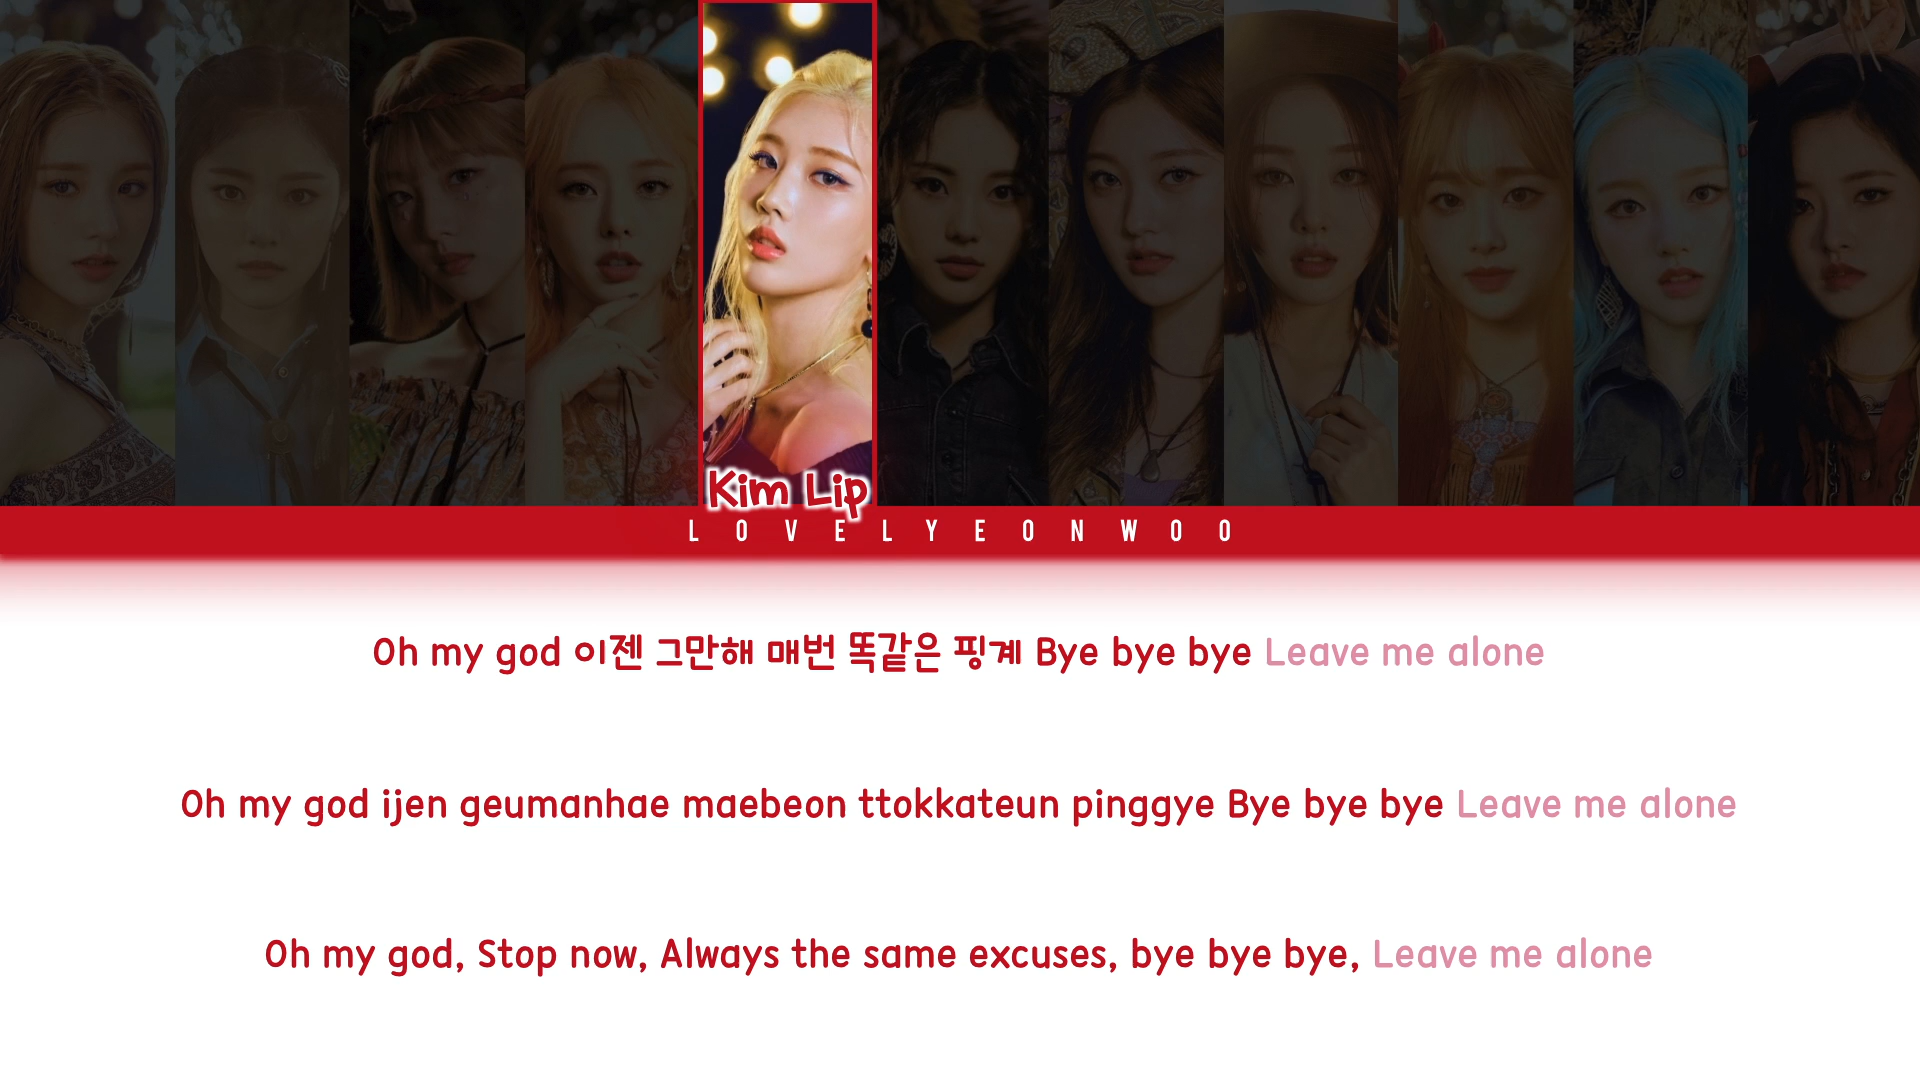 Kim Lip
LOVELYEONWOO
Oh my god 이젠 그만해 매번 똑같은 핑계 Bye bye bye Leave me alone
Oh my god ijen geumanhae maebeon ttokkateun pinggye Bye bye bye Leave me alone
Oh my god, Stop now, Always the same excuses, bye bye bye, Leave me alone